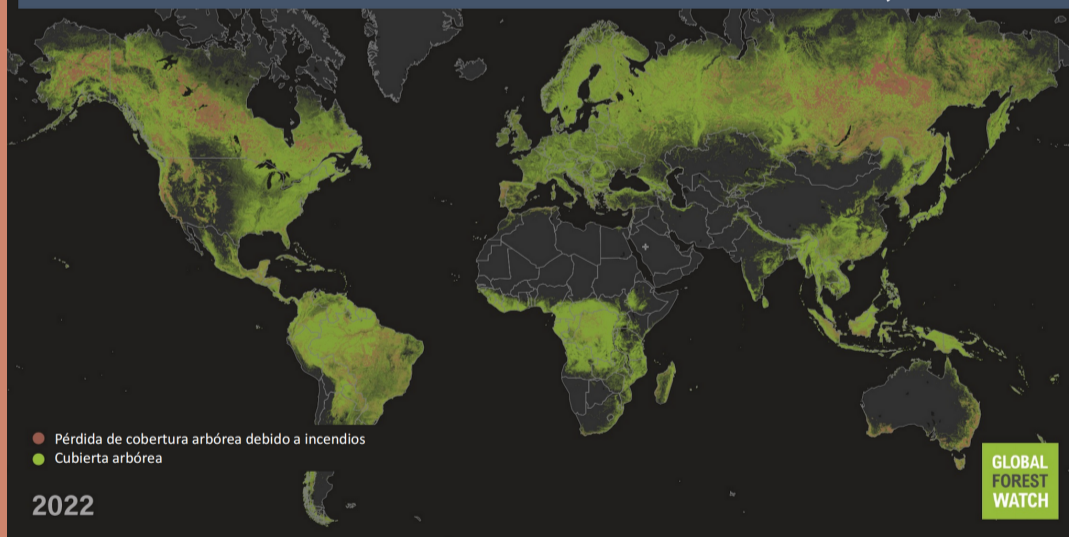 Pérdida de cobertura arbórea debido a incendios
Cubierta arbórea
2022
GLOBAL
FOREST
WATCH